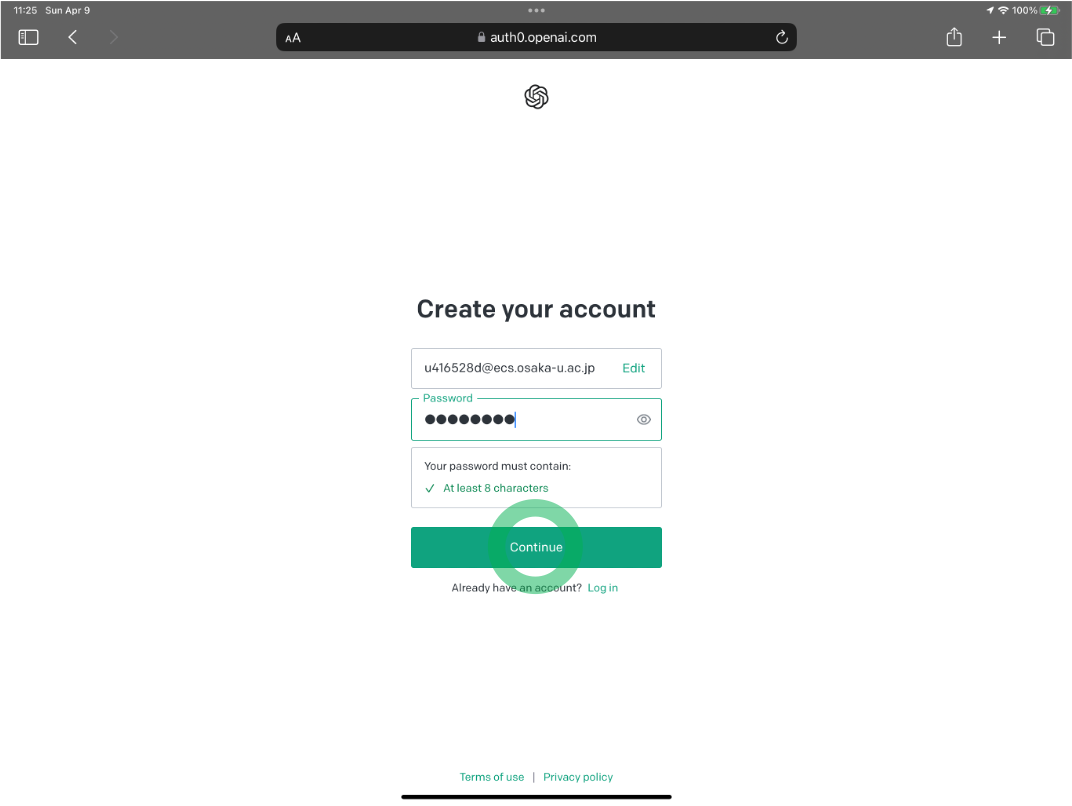 11:25 Sun Apr 9
100%
AA auth0.openai.com
Create your account
u416528d@ecs.osaka-u.ac.jp Edit
Password
Your password must contain:
✓ At least 8 characters
Continue
Already have an account? Log in
Terms of use | Privacy policy